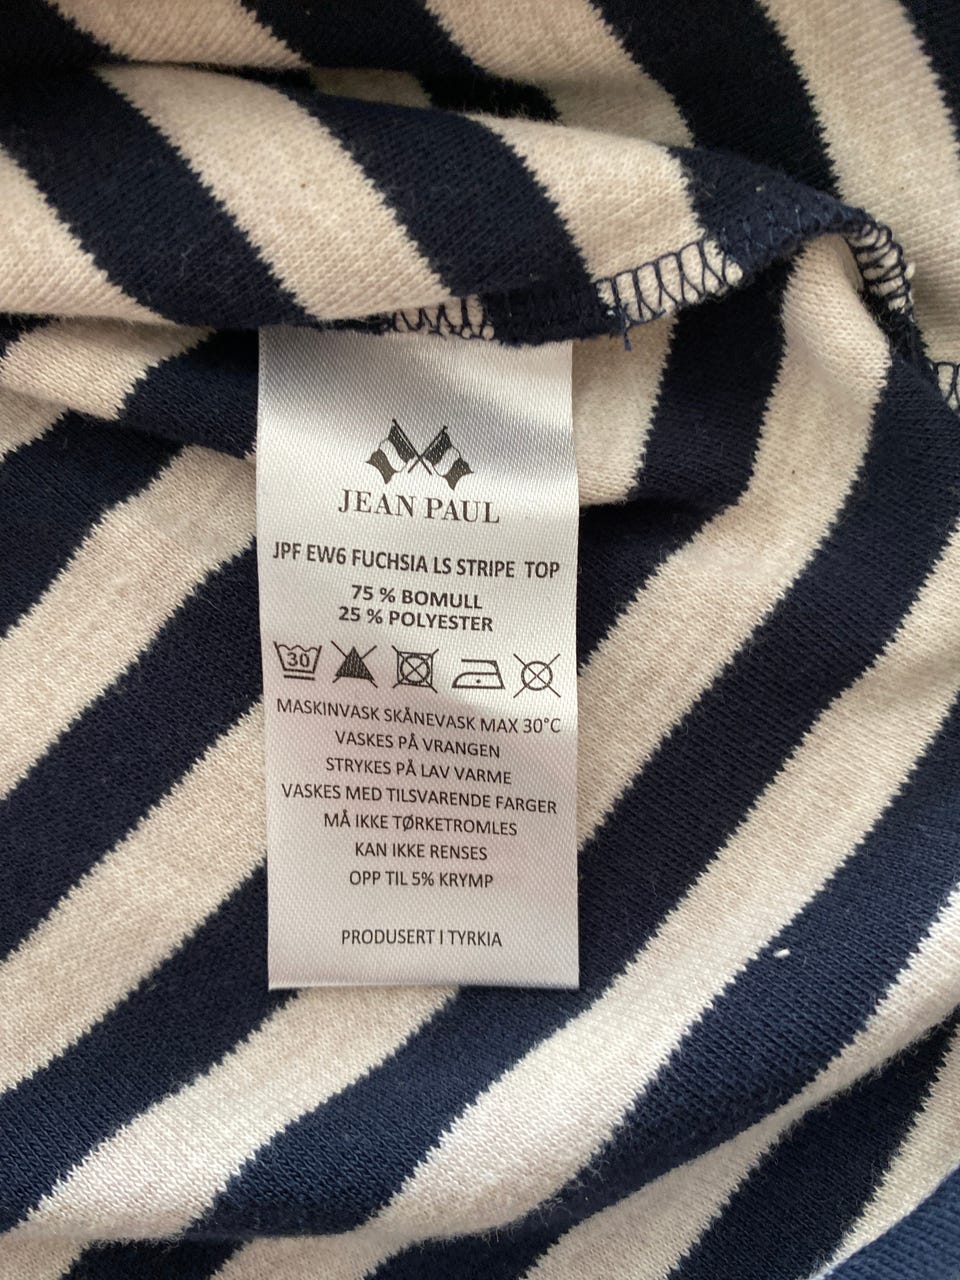 JEAN PAUL
JPF EW6 FUCHSIA LS STRIPE TOP
75 % BOMULL
25 % POLYESTER
30
MASKINVASK SKÅNEVASK MAX 30°C
VASKES PÅ VRANGEN
STRYKES PÅ LAV VARME
VASKES MED TILSVARENDE FARGER
MÅ IKKE TØRKETROMLES
KAN IKKE RENSES
OPP TIL 5% KRYMP
PRODUSERT I TYRKIA